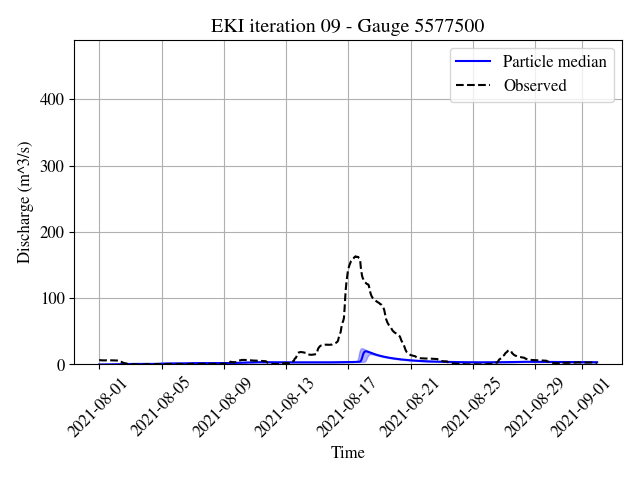 EKI iteration 09 - Gauge 5577500
Particle median
Observed
Discharge (m^3/s)
400
300
200
100
0
2021-08-01
2021-08-05
2021-08-09
2021-08-13
2021-08-17
2021-08-21
2021-08-25
2021-08-29
2021-09-01
Time